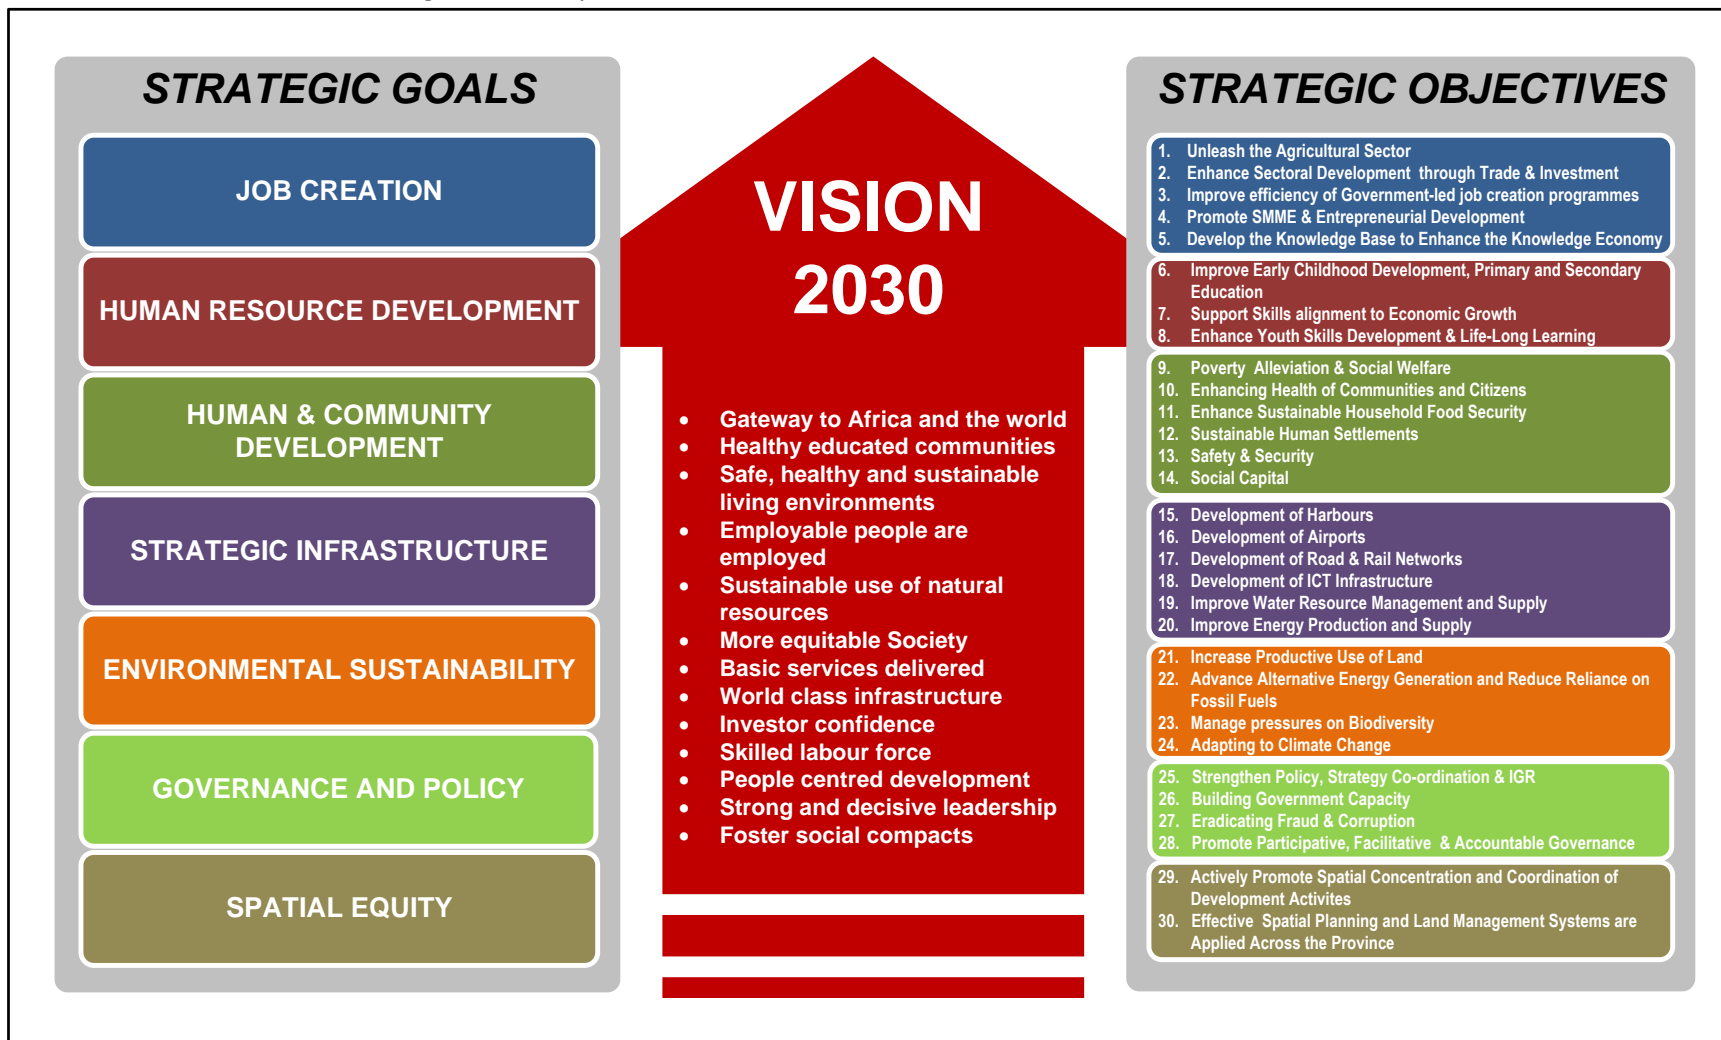 STRATEGIC GOALS
JOB CREATION
HUMAN RESOURCE DEVELOPMENT
HUMAN & COMMUNITY
DEVELOPMENT
STRATEGIC INFRASTRUCTURE
ENVIRONMENTAL SUSTAINABILITY
GOVERNANCE AND POLICY
SPATIAL EQUITY
VISION
2030
• Gateway to Africa and the world
• Healthy educated communities
• Safe, healthy and sustainable
living environments
• Employable people are
employed
• Sustainable use of natural
resources
• More equitable Society
• Basic services delivered
• World class infrastructure
• Investor confidence
• Skilled labour force
• People centred development
• Strong and decisive leadership
• Foster social compacts
STRATEGIC OBJECTIVES
1. Unleash the Agricultural Sector
2. Enhance Sectoral Development through Trade & Investment
3. Improve efficiency of Government-led job creation programmes
4. Promote SMME & Entrepreneurial Development
5. Develop the Knowledge Base to Enhance the Knowledge Economy
6. Improve Early Childhood Development, Primary and Secondary
Education
7. Support Skills alignment to Economic Growth
8. Enhance Youth Skills Development & Life-Long Learning
9. Poverty Alleviation & Social Welfare
10. Enhancing Health of Communities and Citizens
11. Enhance Sustainable Household Food Security
12. Sustainable Human Settlements
13. Safety & Security
14. Social Capital
15. Development of Harbours
16. Development of Airports
17. Development of Road & Rail Networks
18. Development of ICT Infrastructure
19. Improve Water Resource Management and Supply
20. Improve Energy Production and Supply
21. Increase Productive Use of Land
22. Advance Alternative Energy Generation and Reduce Reliance on
Fossil Fuels
23. Manage pressures on Biodiversity
24. Adapting to Climate Change
25. Strengthen Policy, Strategy Co-ordination & IGR
26. Building Government Capacity
27. Eradicating Fraud & Corruption
28. Promote Participative, Facilitative & Accountable Governance
29. Actively Promote Spatial Concentration and Coordination of
Development Activites
30. Effective Spatial Planning and Land Management Systems are
Applied Across the Province